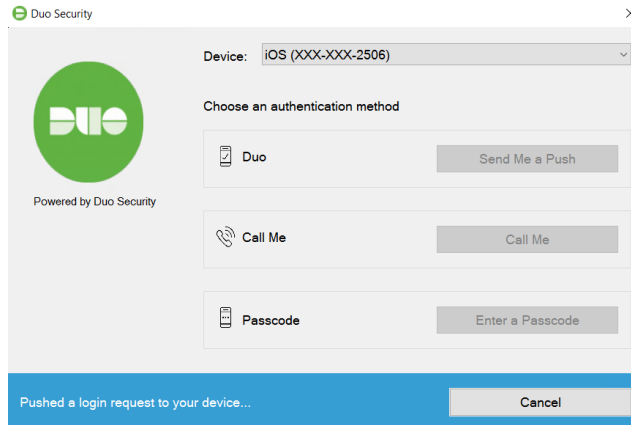 Duo Security
Device: iOS (XXX-XXX-2506)
Choose an authentication method
DUO
Powered by Duo Security
Duo Send Me a Push
Call Me Call Me
Passcode Enter a Passcode
Pushed a login request to your device... Cancel